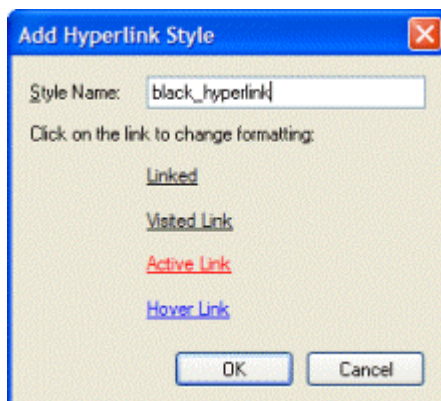 Add Hyperlink Style
Style Name: black_hyperlink
Click on the link to change formatting:
Linked
Visited Link
Active Link
Hover Link
OK Cancel